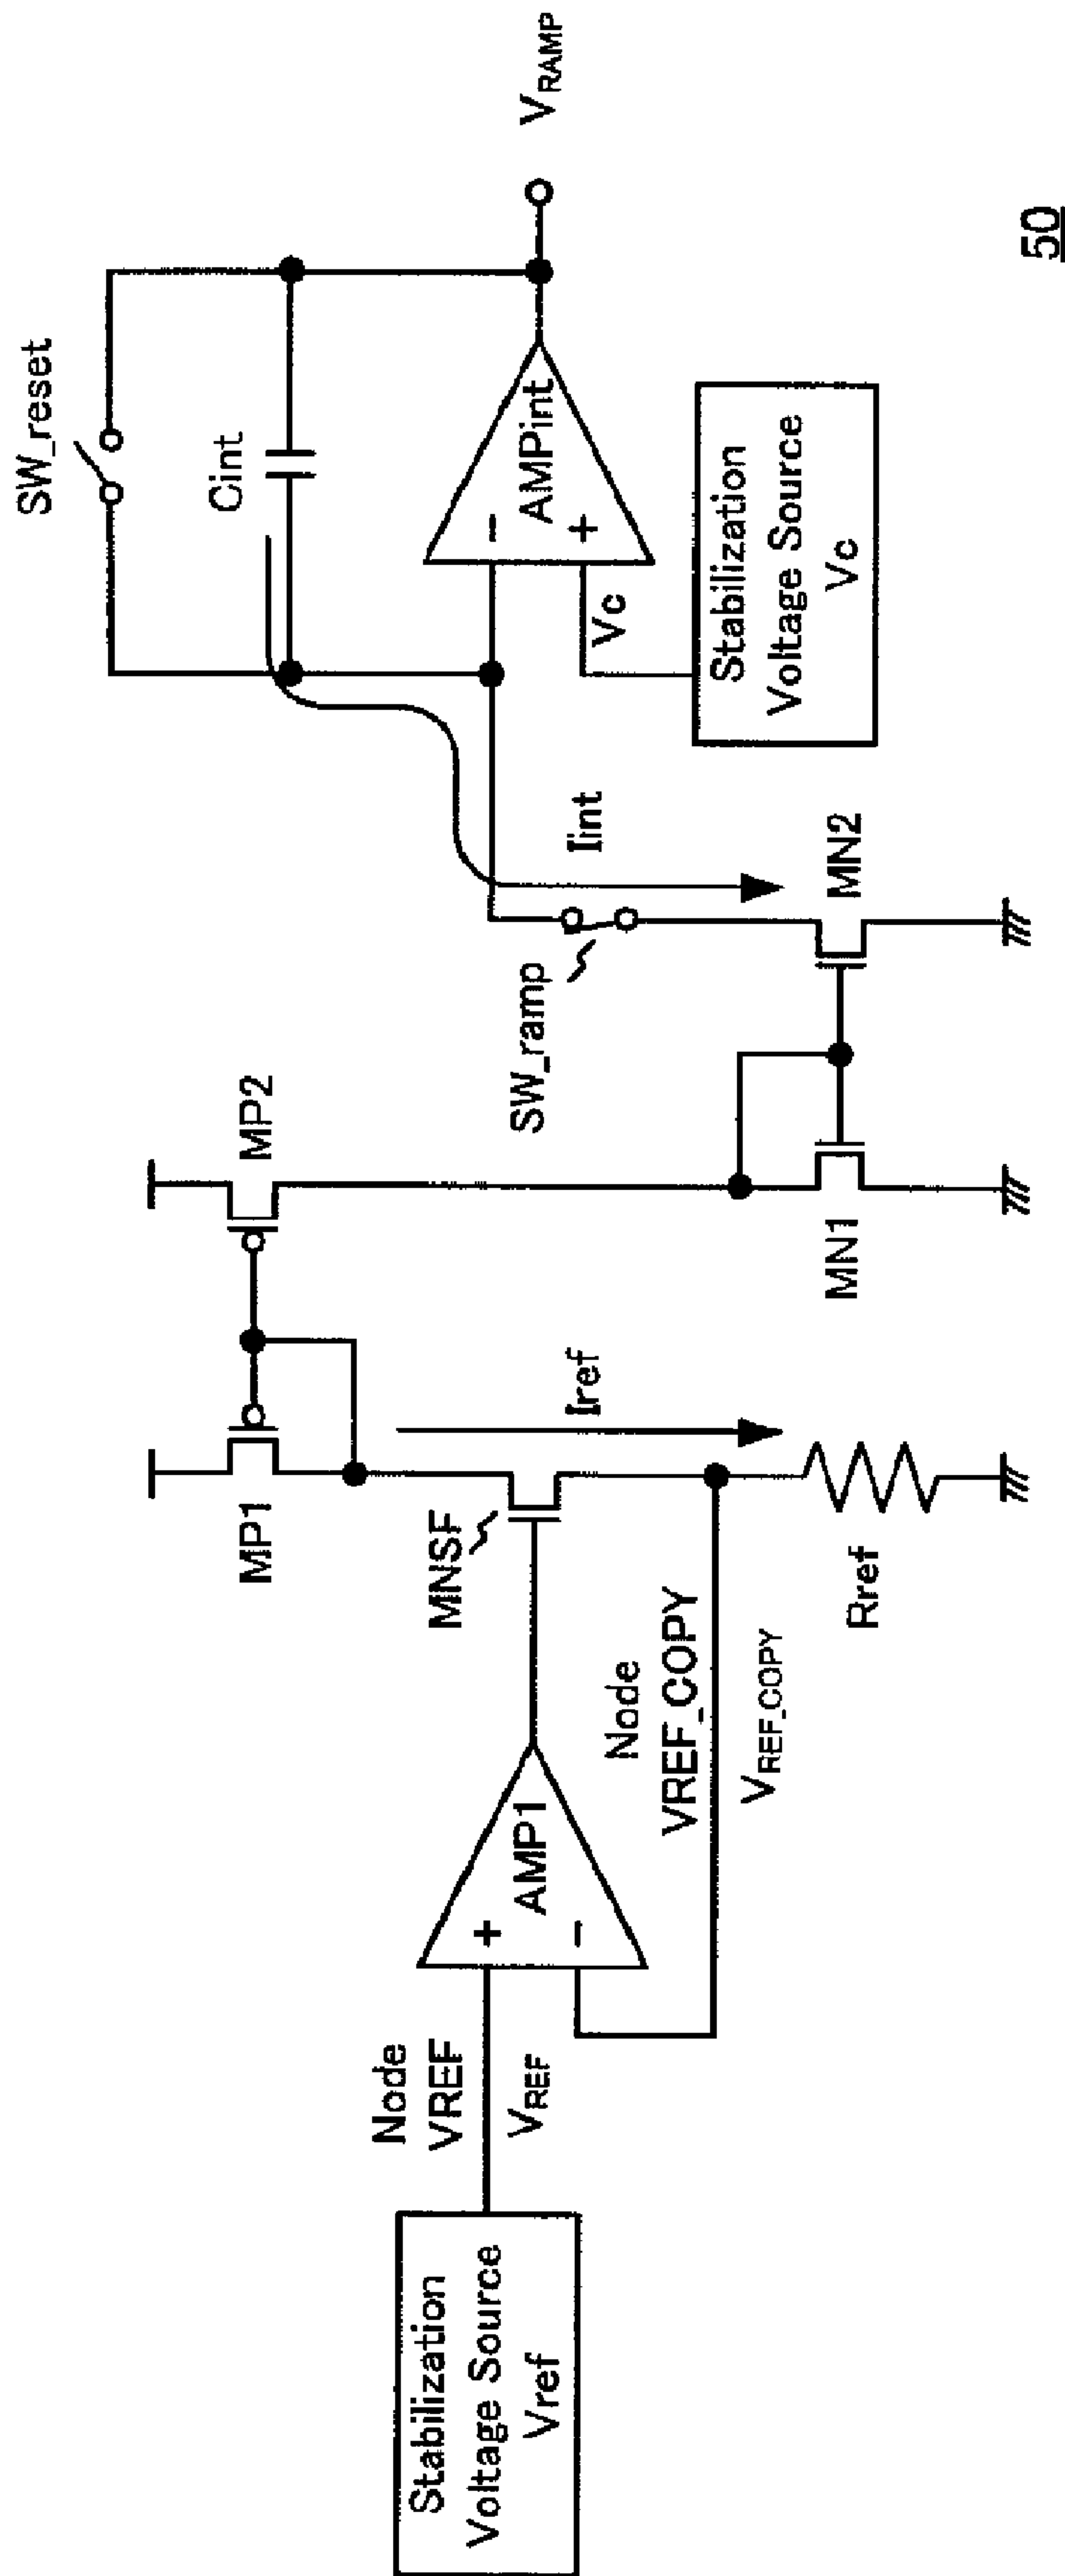 Stabilization
Voltage Source
Vref
Node
VREF
VREF
AMP1
+
-
Node
VREF_COPY
VREF_COPY
MNSF
MP1
MP2
Iref
Rref
MN1
MN2
SW_ramp
Iint
SW_reset
Cint
AMPint
-
+
Vc
Stabilization
Voltage Source
Vc
VRAMP
50